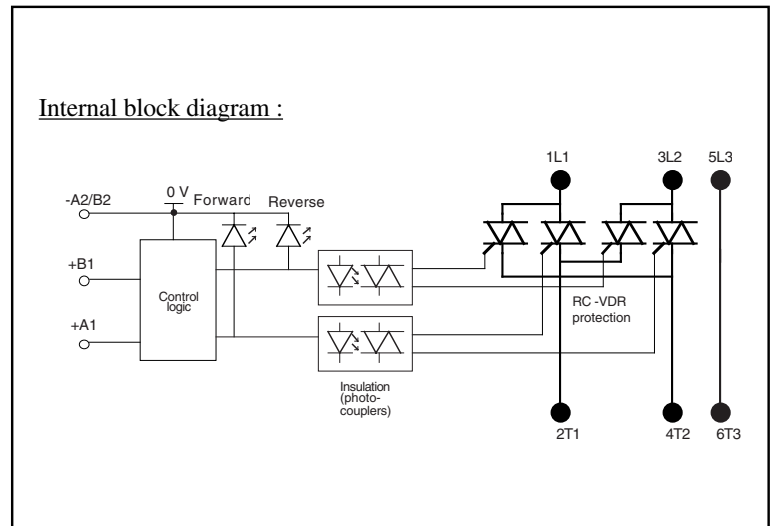 Internal block diagram :
1L1 3L2 5L3
-A2/B2 0 V Forward Reverse
+B1
Control
logic
+A1
RC -VDR
protection
Insulation
(photo-
couplers)
2T1 4T2 6T3